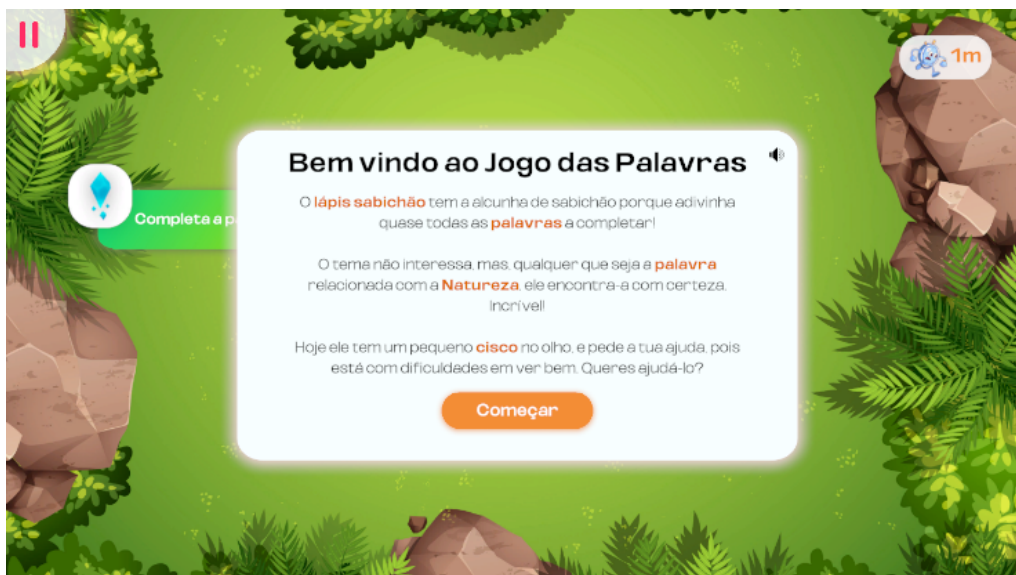 1m
Bem vindo ao Jogo das Palavras
O lápis sabichão tem a alcunha de sabichão porque adivinha
quase todas as palavras a completar!
Completa a p
O tema não interessa, mas, qualquer que seja a palavra
relacionada com a Natureza, ele encontra-a com certeza.
Incrível!
Hoje ele tem um pequeno cisco no olho, e pede a tua ajuda, pois
está com dificuldades em ver bem. Queres ajudá-lo?
Começar